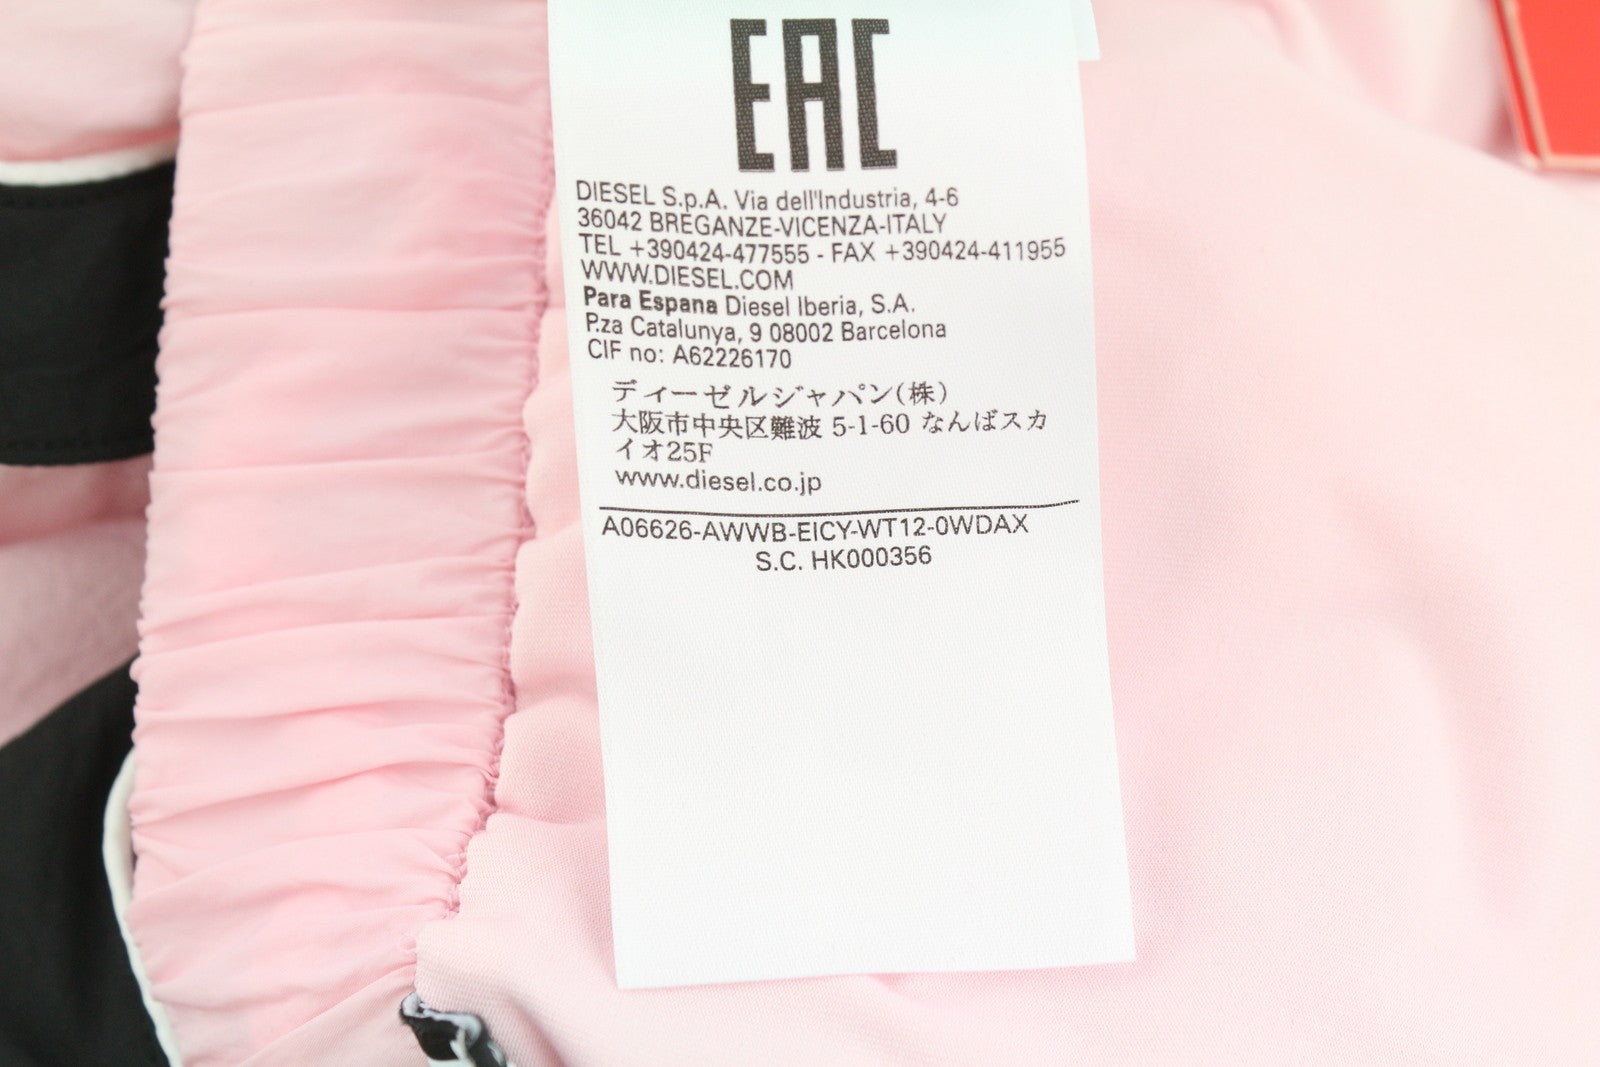 EAC
DIESEL S.p.A. Via dell'Industria, 4-6
36042 BREGANZE-VICENZA-ITALY
TEL +390424-477555 - FAX +390424-411955
WWW.DIESEL.COM
Para Espana Diesel Iberia, S.A.
P.za Catalunya, 9 08002 Barcelona
CIF no: A62226170
ディーゼルジャパン(株)
大阪市中央区難波 5-1-60 なんばスカ
イオ25F
www.diesel.co.jp
A06626-AWWB-EICY-WT12-0WDAX
S.C. HK000356